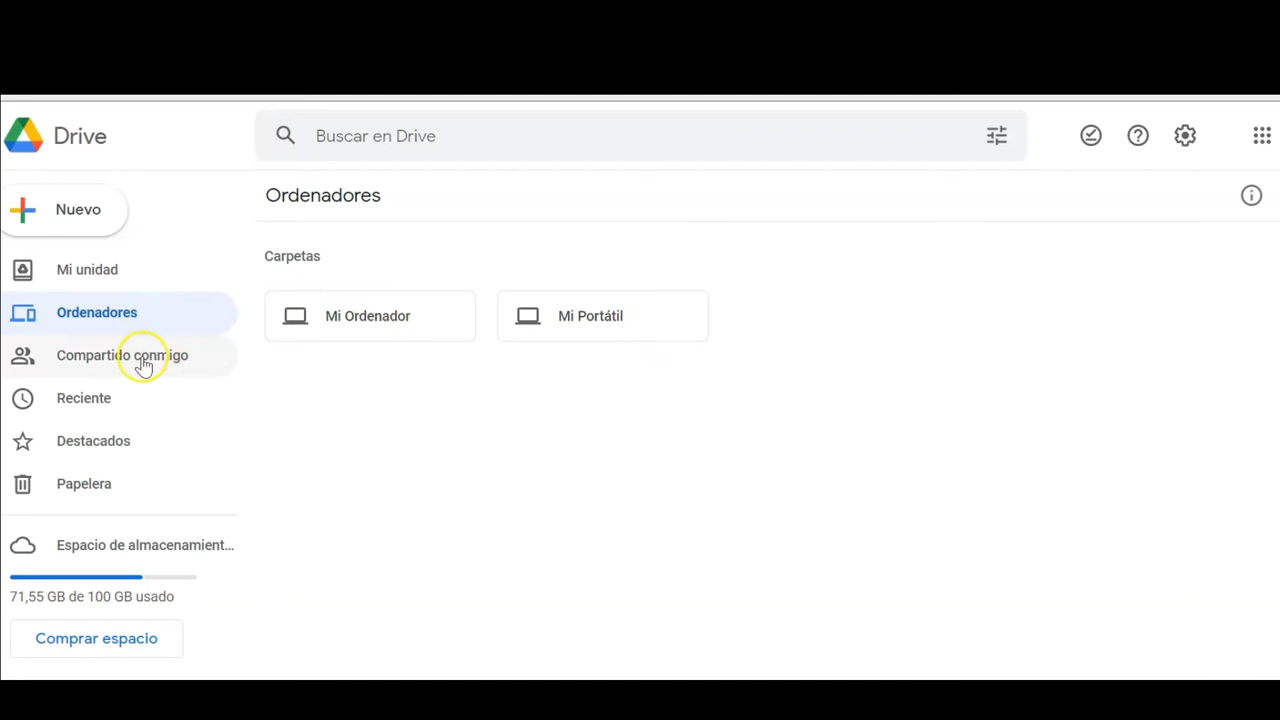 Drive
Buscar en Drive
Nuevo
Ordenadores
Mi unidad
Carpetas
Ordenadores
Mi Ordenador
Mi Portátil
Compartido conmigo
Reciente
Destacados
Papelera
Espacio de almacenamient...
71,55 GB de 100 GB usado
Comprar espacio